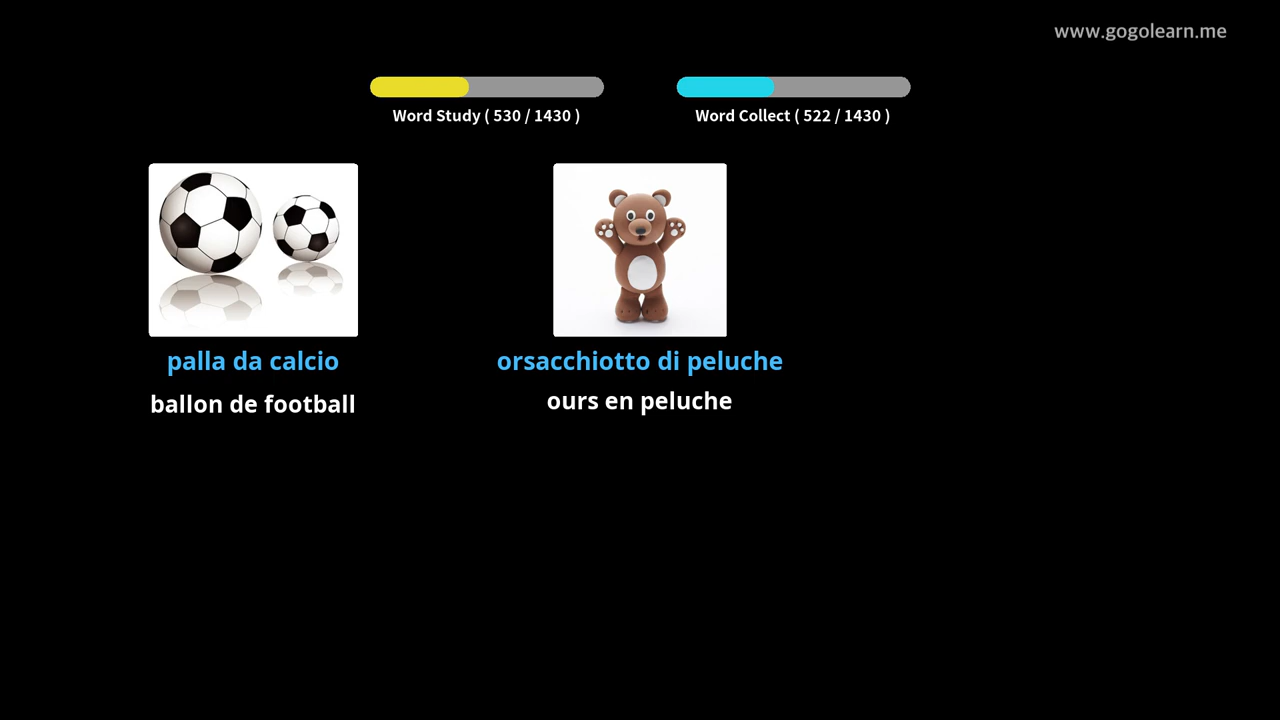 www.gogolearn.me
Word Study ( 530 / 1430 )
Word Collect ( 522 / 1430 )
palla da calcio
ballon de football
orsacchiotto di peluche
ours en peluche